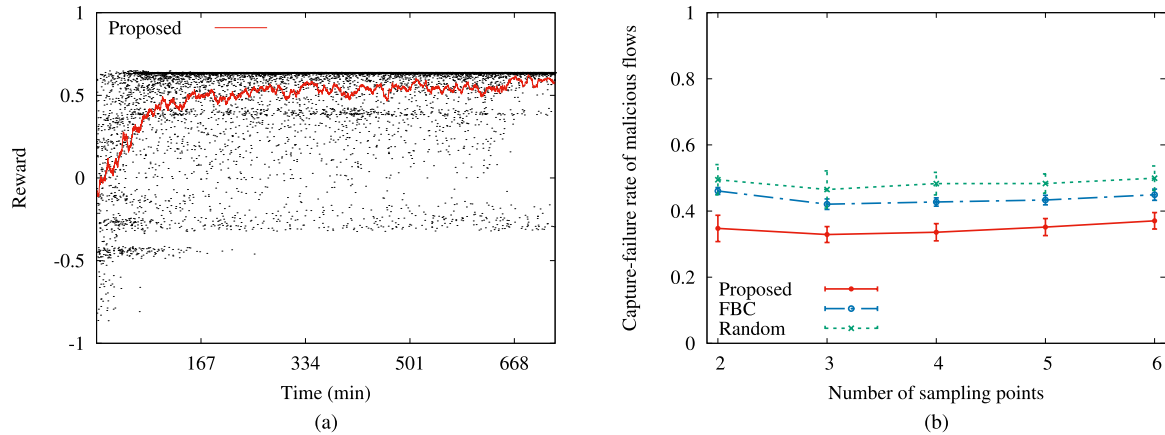 1
0.5
0
-0.5
-1
Reward
Proposed
167
334
501
668
Time (min)
(a)
1
0.8
0.6
0.4
0.2
0
Capture-failure rate of malicious flows
Proposed
FBC
Random
2
3
4
5
6
Number of sampling points
(b)